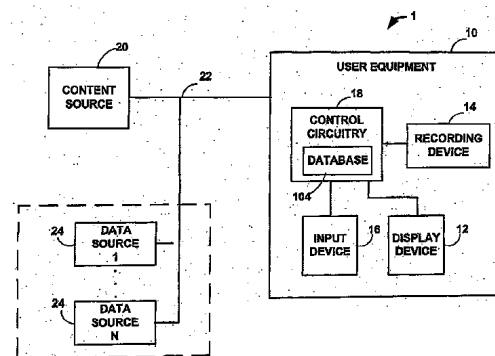 1
20
10
CONTENT
SOURCE
22
USER EQUIPMENT
18
CONTROL
CIRCUITRY
DATABASE
104
14
RECORDING
DEVICE
24
DATA
SOURCE
1
24
DATA
SOURCE
N
INPUT
DEVICE
16
DISPLAY
DEVICE
12